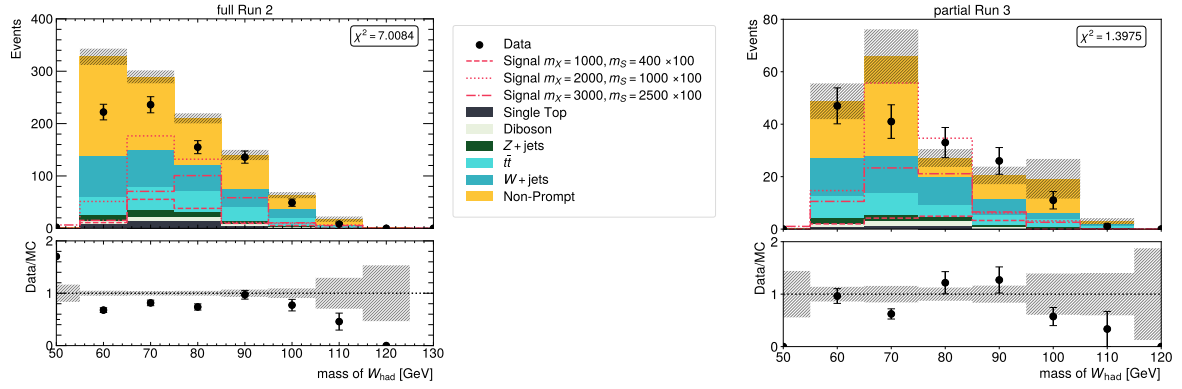 full Run 2
Events
400
300
200
100
0
χ² = 7.0084
Data/MC
2
1
0
50 60 70 80 90 100 110 120 130
mass of W_had [GeV]
Data
Signal m_X = 1000, m_S = 400 ×100
Signal m_X = 2000, m_S = 1000 ×100
Signal m_X = 3000, m_S = 2500 ×100
Single Top
Diboson
Z + jets
tt̄
W + jets
Non-Prompt
partial Run 3
Events
80
60
40
20
0
χ² = 1.3975
Data/MC
2
1
0
50 60 70 80 90 100 110 120
mass of W_had [GeV]